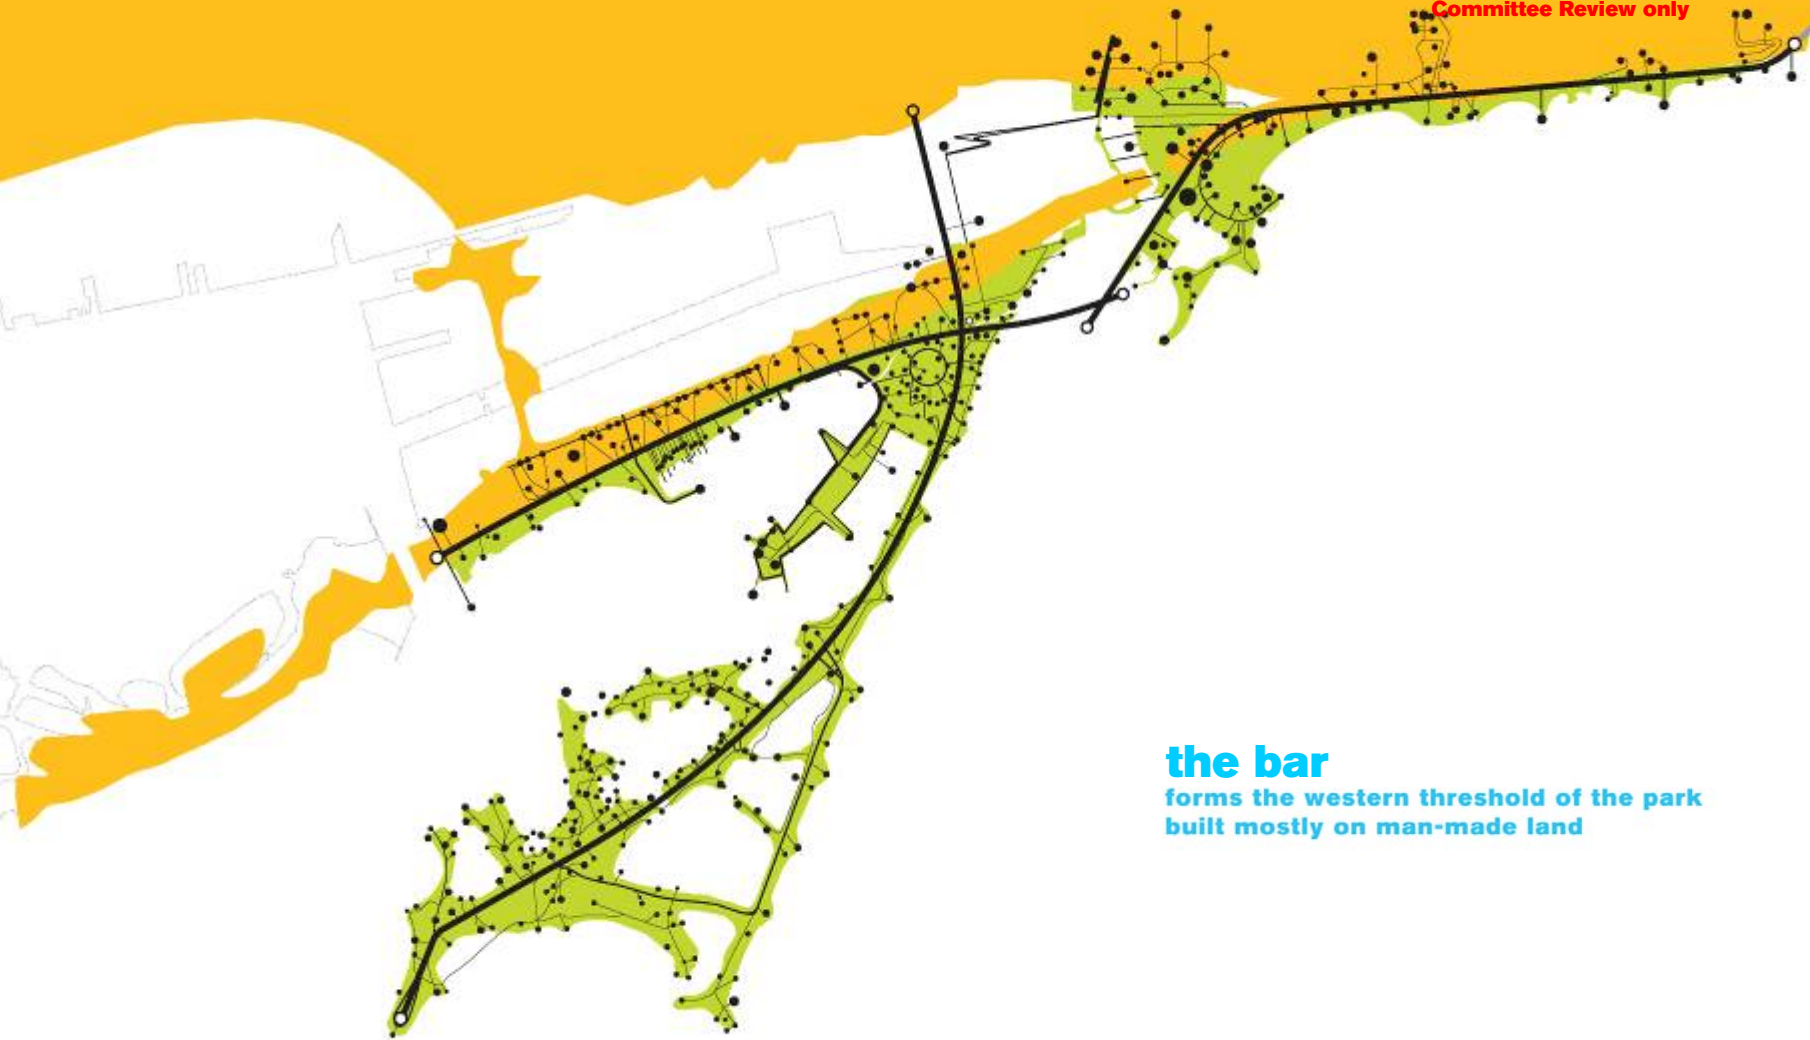 Committee Review only
the bar
forms the western threshold of the park
built mostly on man-made land